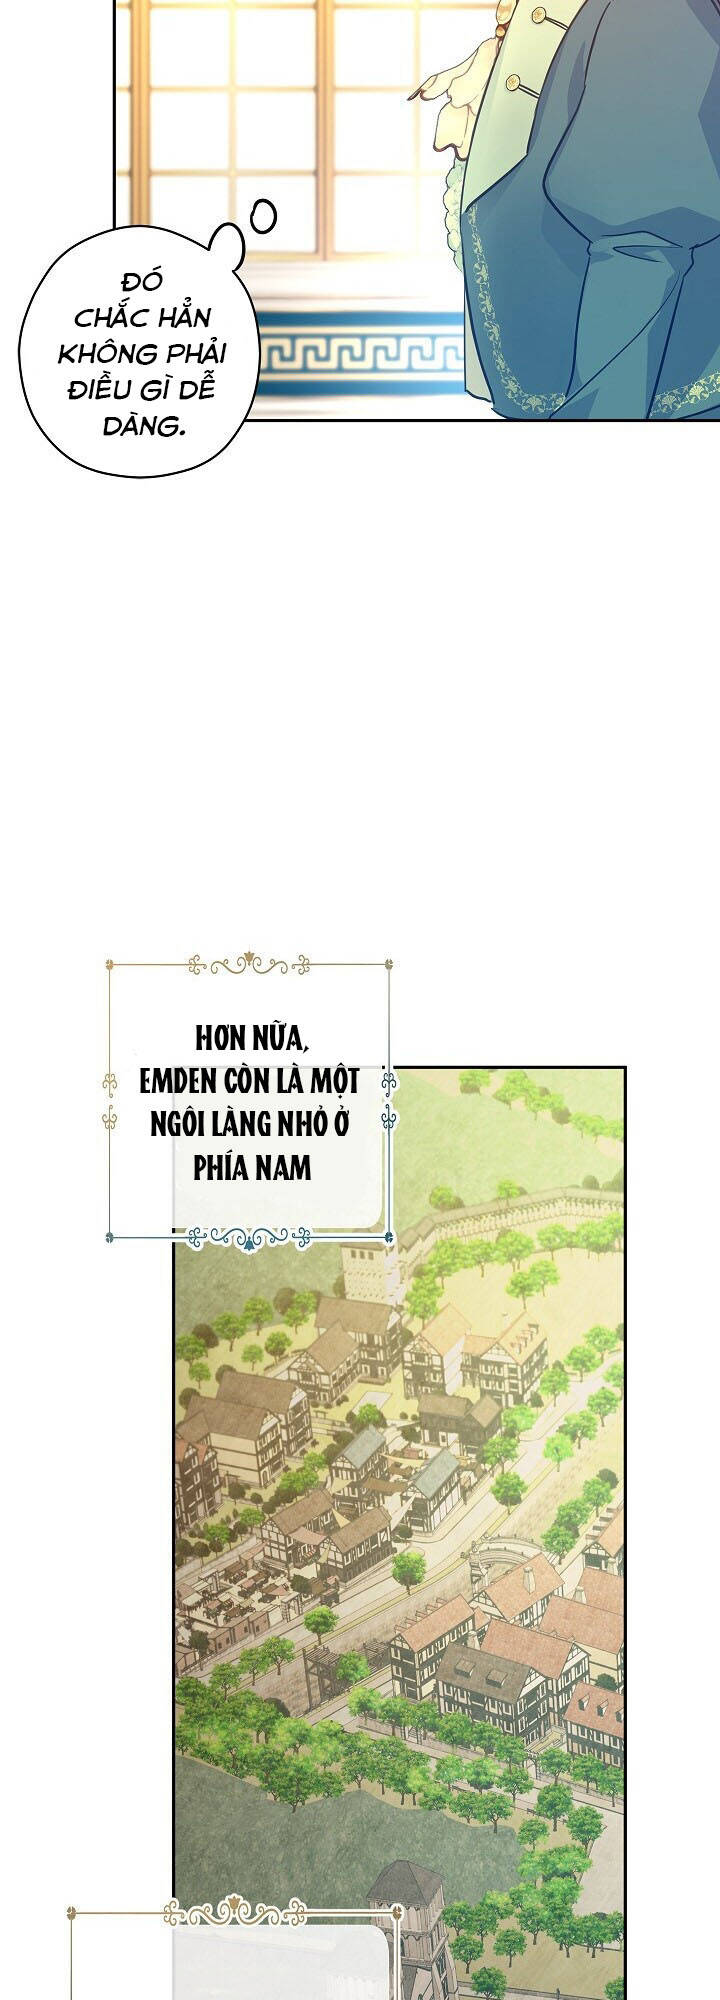 ĐÓ
CHẮC HẲN
KHÔNG PHẢI
ĐIỀU GÌ DỄ
DÀNG.
HƠN NỮA,
EMDEN CÒN LÀ MỘT
NGÔI LÀNG NHỎ Ở
PHÍA NAM